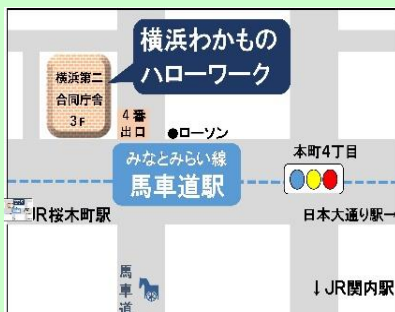 横浜わかもの
ハローワーク
横浜第二
合同庁舎
3F
4番
出口
●ローソン
みなとみらい線
馬車道駅
本町4丁目
JR桜木町駅
日本大通り駅→
馬車道
↓JR関内駅